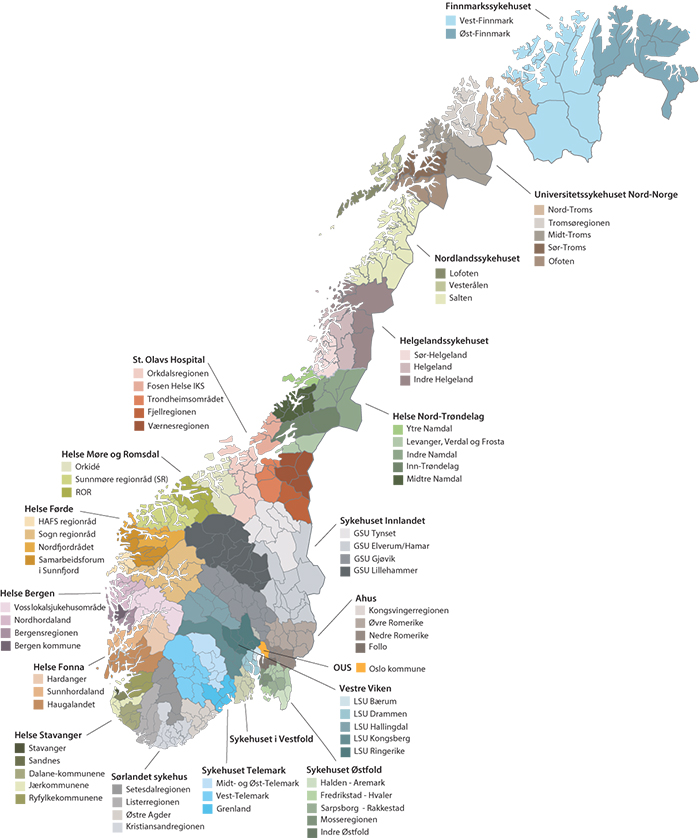 Finnmarkssykehuset
Vest-Finnmark
Øst-Finnmark
Universitetssykehuset Nord-Norge
Nord-Troms
Tromsøregionen
Midt-Troms
Sør-Troms
Ofoten
Nordlandssykehuset
Lofoten
Vesterålen
Salten
Helgelandssykehuset
Sør-Helgeland
Helgeland
Indre Helgeland
St. Olavs Hospital
Orkdalsregionen
Fosen Helse IKS
Trondheimsområdet
Fjellregionen
Værnesregionen
Helse Nord-Trøndelag
Ytre Namdal
Levanger, Verdal og Frosta
Indre Namdal
Inn-Trøndelag
Midtre Namdal
Helse Møre og Romsdal
Orkidé
Sunnmøre regionråd (SR)
ROR
Helse Førde
HAFS regionråd
Sogn regionråd
Nordfjordrådet
Samarbeidsforum
i Sunnfjord
Sykehuset Innlandet
GSU Tynset
GSU Elverum/Hamar
GSU Gjøvik
GSU Lillehammer
Helse Bergen
Vosslokalsjukehusområde
Nordhordaland
Bergensregionen
Bergen kommune
Ahus
Kongsvingerregionen
Øvre Romerike
Nedre Romerike
Follo
Helse Fonna
Hardanger
Sunnhordaland
Haugalandet
OUS
Oslo kommune
Vestre Viken
LSU Bærum
LSU Drammen
LSU Hallingdal
LSU Kongsberg
LSU Ringerike
Helse Stavanger
Stavanger
Sandnes
Dalane-kommunene
Jærkommunene
Ryfylkekommunene
Sykehuset i Vestfold
Sørlandet sykehus
Setesdalregionen
Listerregionen
Østre Agder
Kristiansandregionen
Sykehuset Telemark
Midt- og Øst-Telemark
Vest-Telemark
Grenland
Sykehuset Østfold
Halden - Aremark
Fredrikstad - Hvaler
Sarpsborg - Rakkestad
Mosseregionen
Indre Østfold